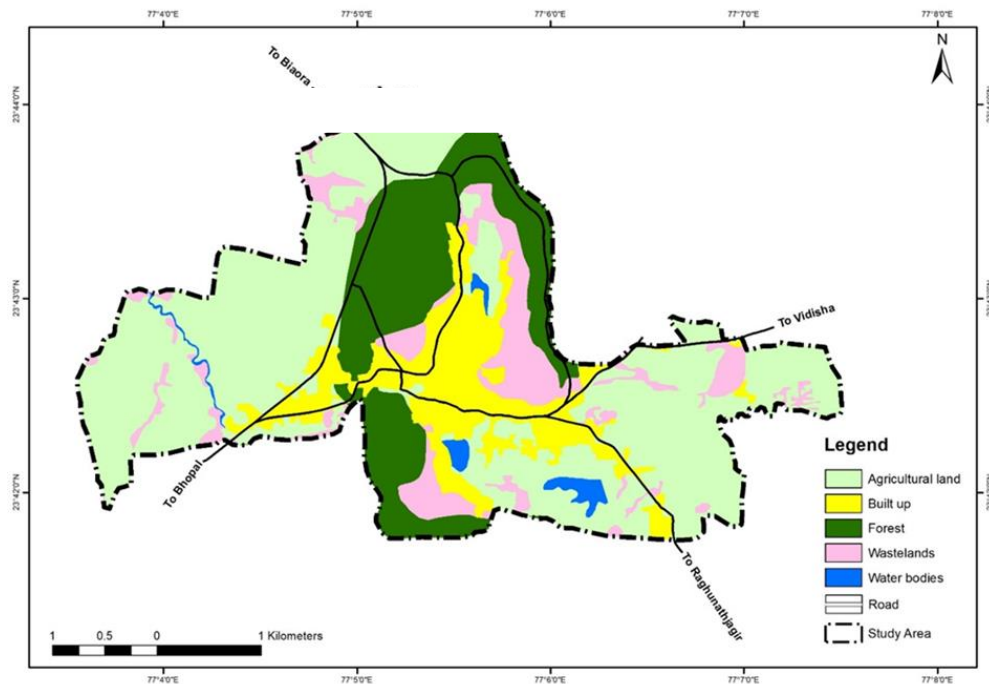 77°4'0"E 77°5'0"E 77°6'0"E 77°7'0"E 77°8'0"E
N
To Biaora
23°44'0"N
23°43'0"N
To Vidisha
Legend
Agricultural land
Built up
Forest
Wastelands
Water bodies
Road
Study Area
To Bhopal
23°42'0"N
To Raghunathjagir
1 0.5 0 1 Kilometers
77°4'0"E 77°5'0"E 77°6'0"E 77°7'0"E 77°8'0"E